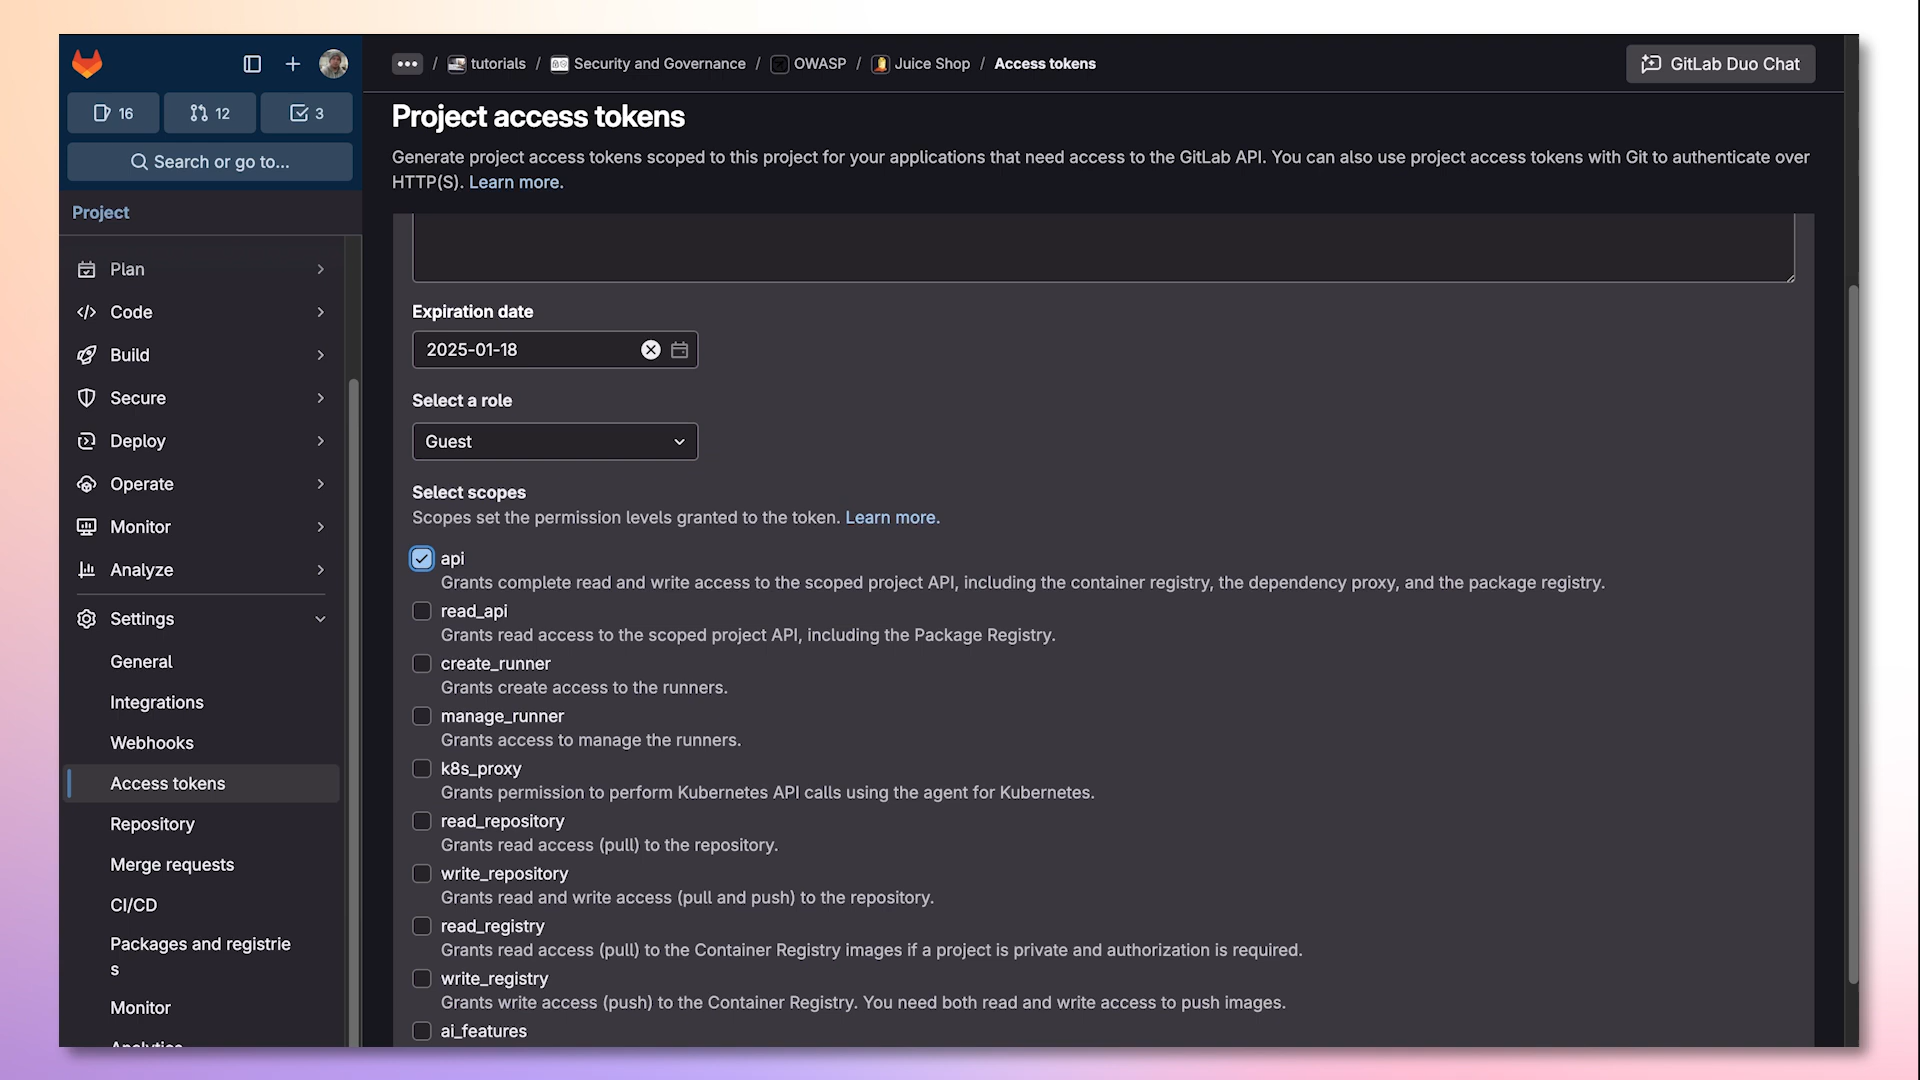 16
12
3
Search or go to...
Project
Plan
Code
Build
Secure
Deploy
Operate
Monitor
Analyze
Settings
General
Integrations
Webhooks
Access tokens
Repository
Merge requests
CI/CD
Packages and registrie
s
Monitor
Analytics
••• / tutorials / Security and Governance / OWASP / Juice Shop / Access tokens
GitLab Duo Chat
Project access tokens
Generate project access tokens scoped to this project for your applications that need access to the GitLab API. You can also use project access tokens with Git to authenticate over
HTTP(S). Learn more.
Expiration date
2025-01-18
Select a role
Guest
Select scopes
Scopes set the permission levels granted to the token. Learn more.
api
Grants complete read and write access to the scoped project API, including the container registry, the dependency proxy, and the package registry.
read_api
Grants read access to the scoped project API, including the Package Registry.
create_runner
Grants create access to the runners.
manage_runner
Grants access to manage the runners.
k8s_proxy
Grants permission to perform Kubernetes API calls using the agent for Kubernetes.
read_repository
Grants read access (pull) to the repository.
write_repository
Grants read and write access (pull and push) to the repository.
read_registry
Grants read access (pull) to the Container Registry images if a project is private and authorization is required.
write_registry
Grants write access (push) to the Container Registry. You need both read and write access to push images.
ai_features